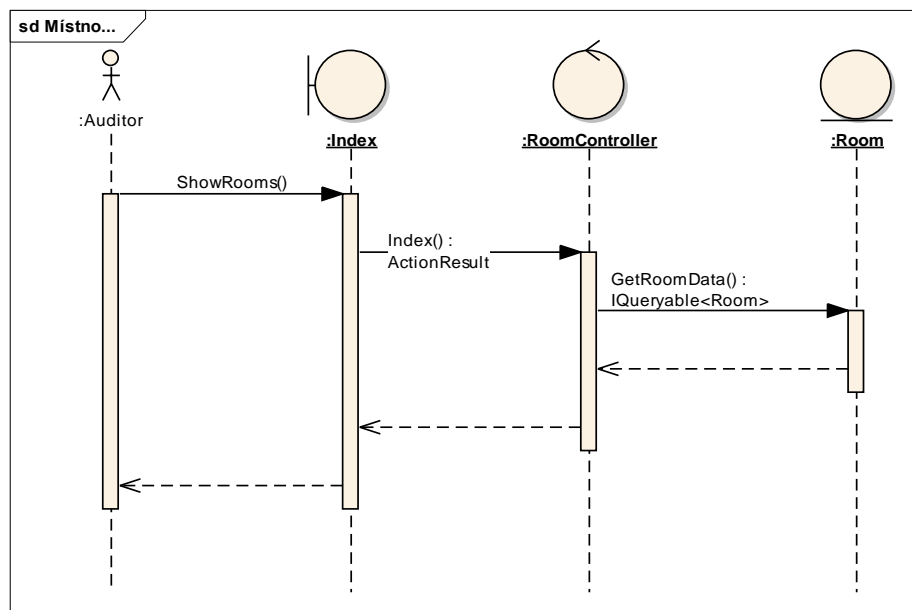 sd Místno...
:Auditor
:Index
:RoomController
:Room
ShowRooms()
Index() :
ActionResult
GetRoomData() :
IQueryable<Room>